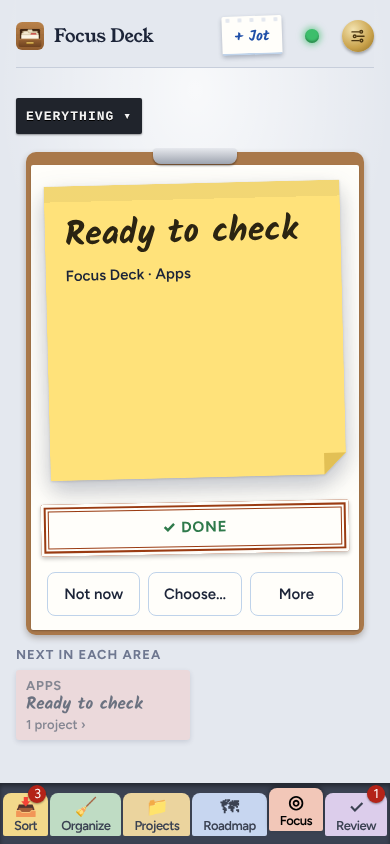 Focus Deck
+ Jot
EVERYTHING ▾
Ready to check
Focus Deck · Apps
✓ DONE
Not now
Choose...
More
NEXT IN EACH AREA
APPS
Ready to check
1 project ›
3
1
Sort
Organize
Projects
Roadmap
Focus
Review